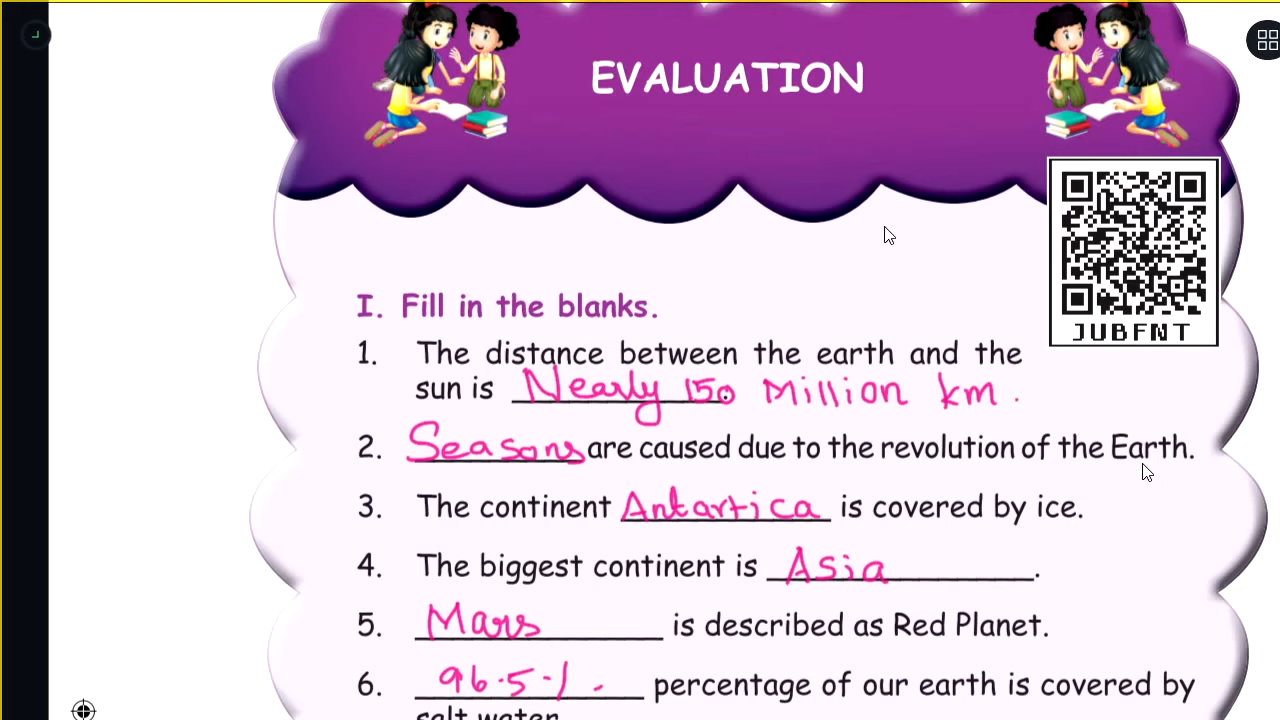 EVALUATION
JUBFNT
I. Fill in the blanks.
1. The distance between the earth and the
sun is Nearly 150 Million km.
2. Seasons are caused due to the revolution of the Earth.
3. The continent Antartica is covered by ice.
4. The biggest continent is Asia.
5. Mars is described as Red Planet.
6. 96.5% percentage of our earth is covered by
salt water